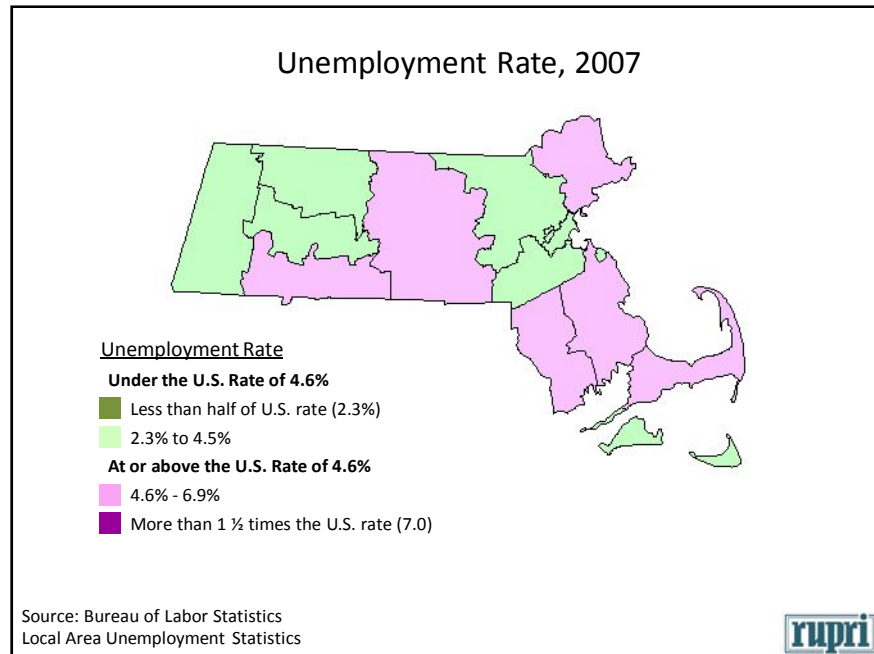 Unemployment Rate, 2007
Unemployment Rate
Under the U.S. Rate of 4.6%
Less than half of U.S. rate (2.3%)
2.3% to 4.5%
At or above the U.S. Rate of 4.6%
4.6% - 6.9%
More than 1 ½ times the U.S. rate (7.0)
Source: Bureau of Labor Statistics
Local Area Unemployment Statistics
rupri